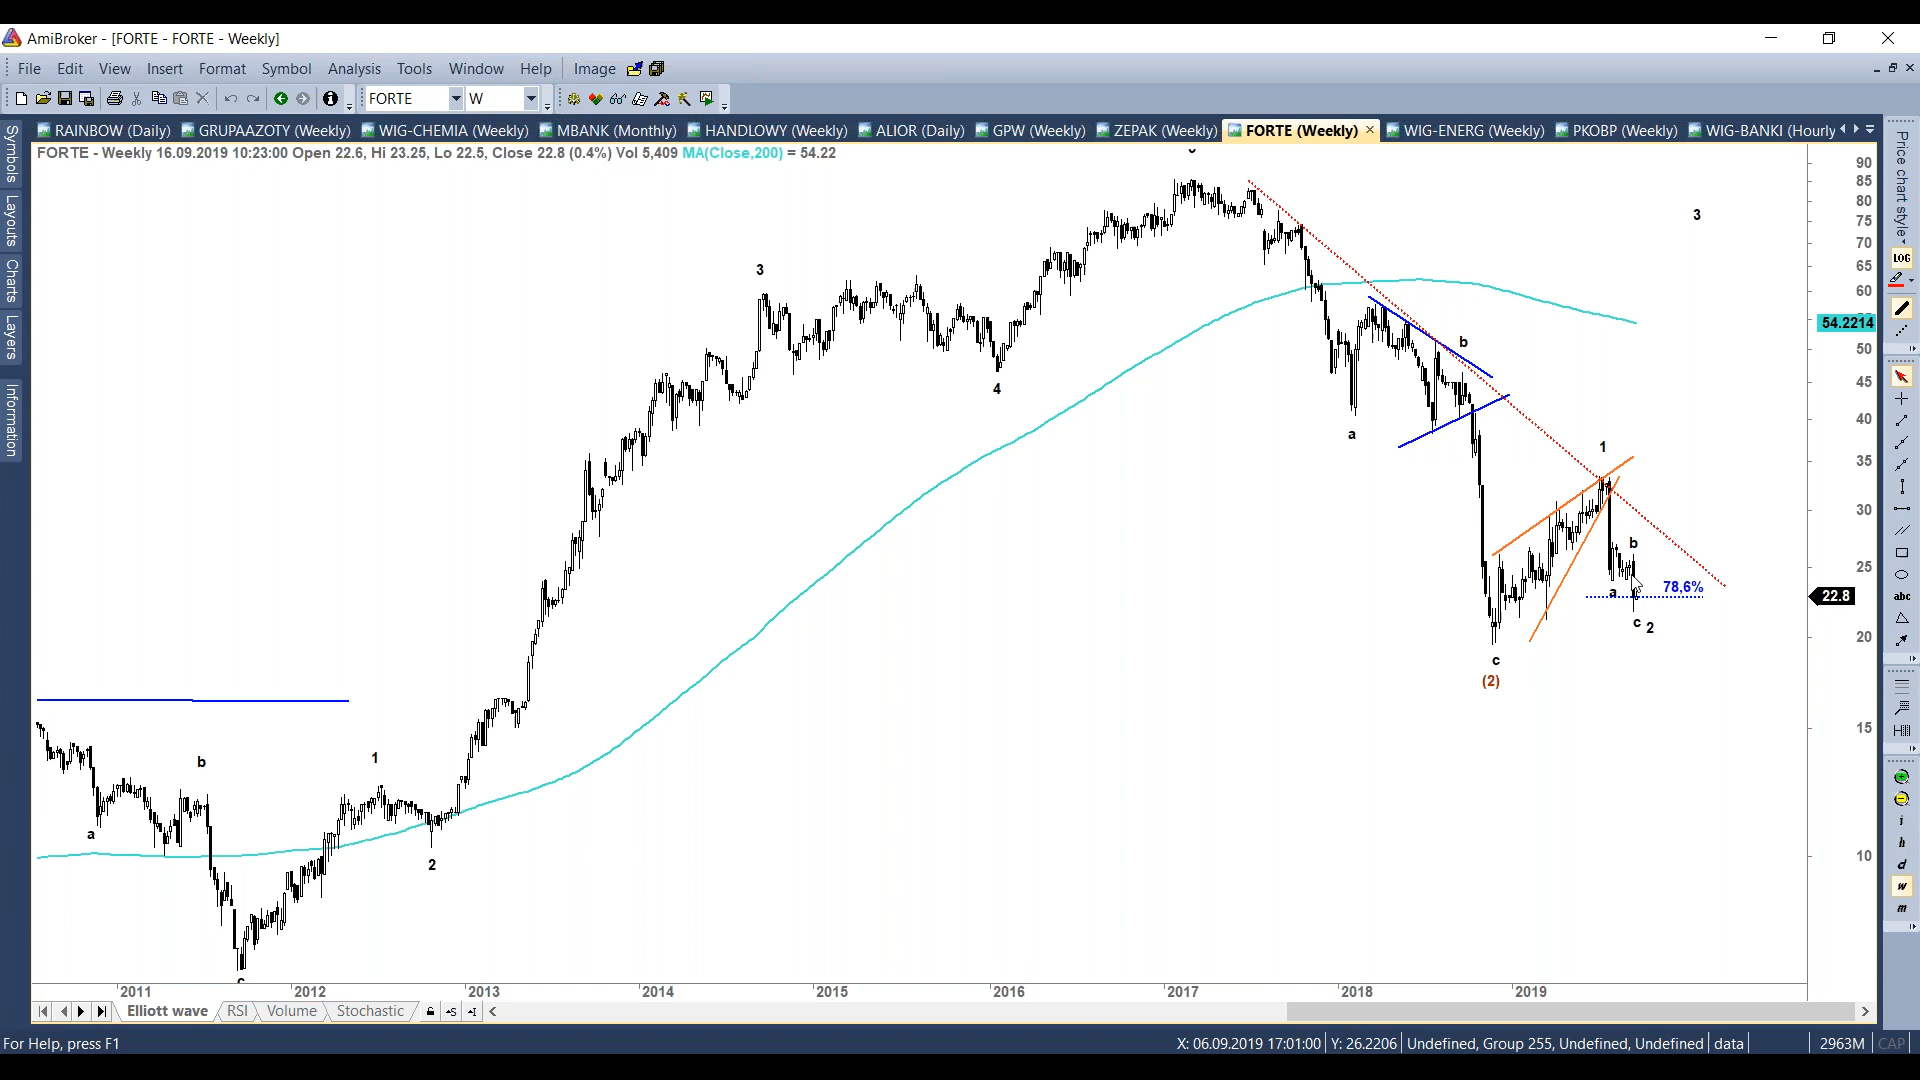 AmiBroker - [FORTE - FORTE - Weekly]
File Edit View Insert Format Symbol Analysis Tools Window Help Image
FORTE W
RAINBOW (Daily) GRUPAAZOTY (Weekly) WIG-CHEMIA (Weekly) MBANK (Monthly) HANDLOWY (Weekly) ALIOR (Daily) GPW (Weekly) ZEPAK (Weekly) FORTE (Weekly) WIG-ENERG (Weekly) PKOBP (Weekly) WIG-BANKI (Hourly
FORTE - Weekly 16.09.2019 10:23:00 Open 22.6, Hi 23.25, Lo 22.5, Close 22.8 (0.4%) Vol 5,409 MA(Close,200) = 54.22
Symbols
Layouts
Charts
Layers
Information
Price chart style
LOG
abc
i
h
d
w
m
90
85
80
75
70
65
60
54.2214
50
45
40
35
30
25
22.8
20
15
10
3
3
b
4
a
1
b
78,6%
a
c 2
c
(2)
b
1
a
2
c
2011 2012 2013 2014 2015 2016 2017 2018 2019
Elliott wave RSI Volume Stochastic
For Help, press F1
X: 06.09.2019 17:01:00 Y: 26.2206 Undefined, Group 255, Undefined, Undefined data 2963M CAP